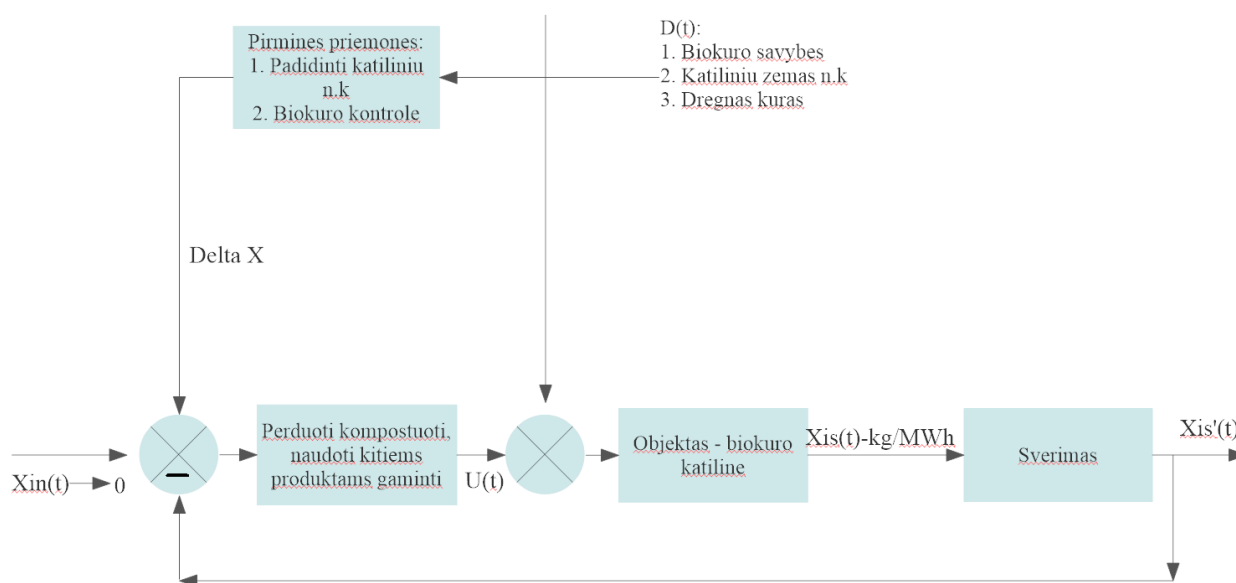 Pirmines priemones:
1. Padidinti katiliniu
n.k
2. Biokuro kontrole
D(t):
1. Biokuro savybes
2. Katiliniu zemas n.k
3. Dregnas kuras
Delta X
Xin(t)
0
Perduoti kompostuoti,
naudoti kitiems
produktams gaminti
U(t)
Objektas - biokuro
katiline
Xis(t)-kg/MWh
Sverimas
Xis'(t)